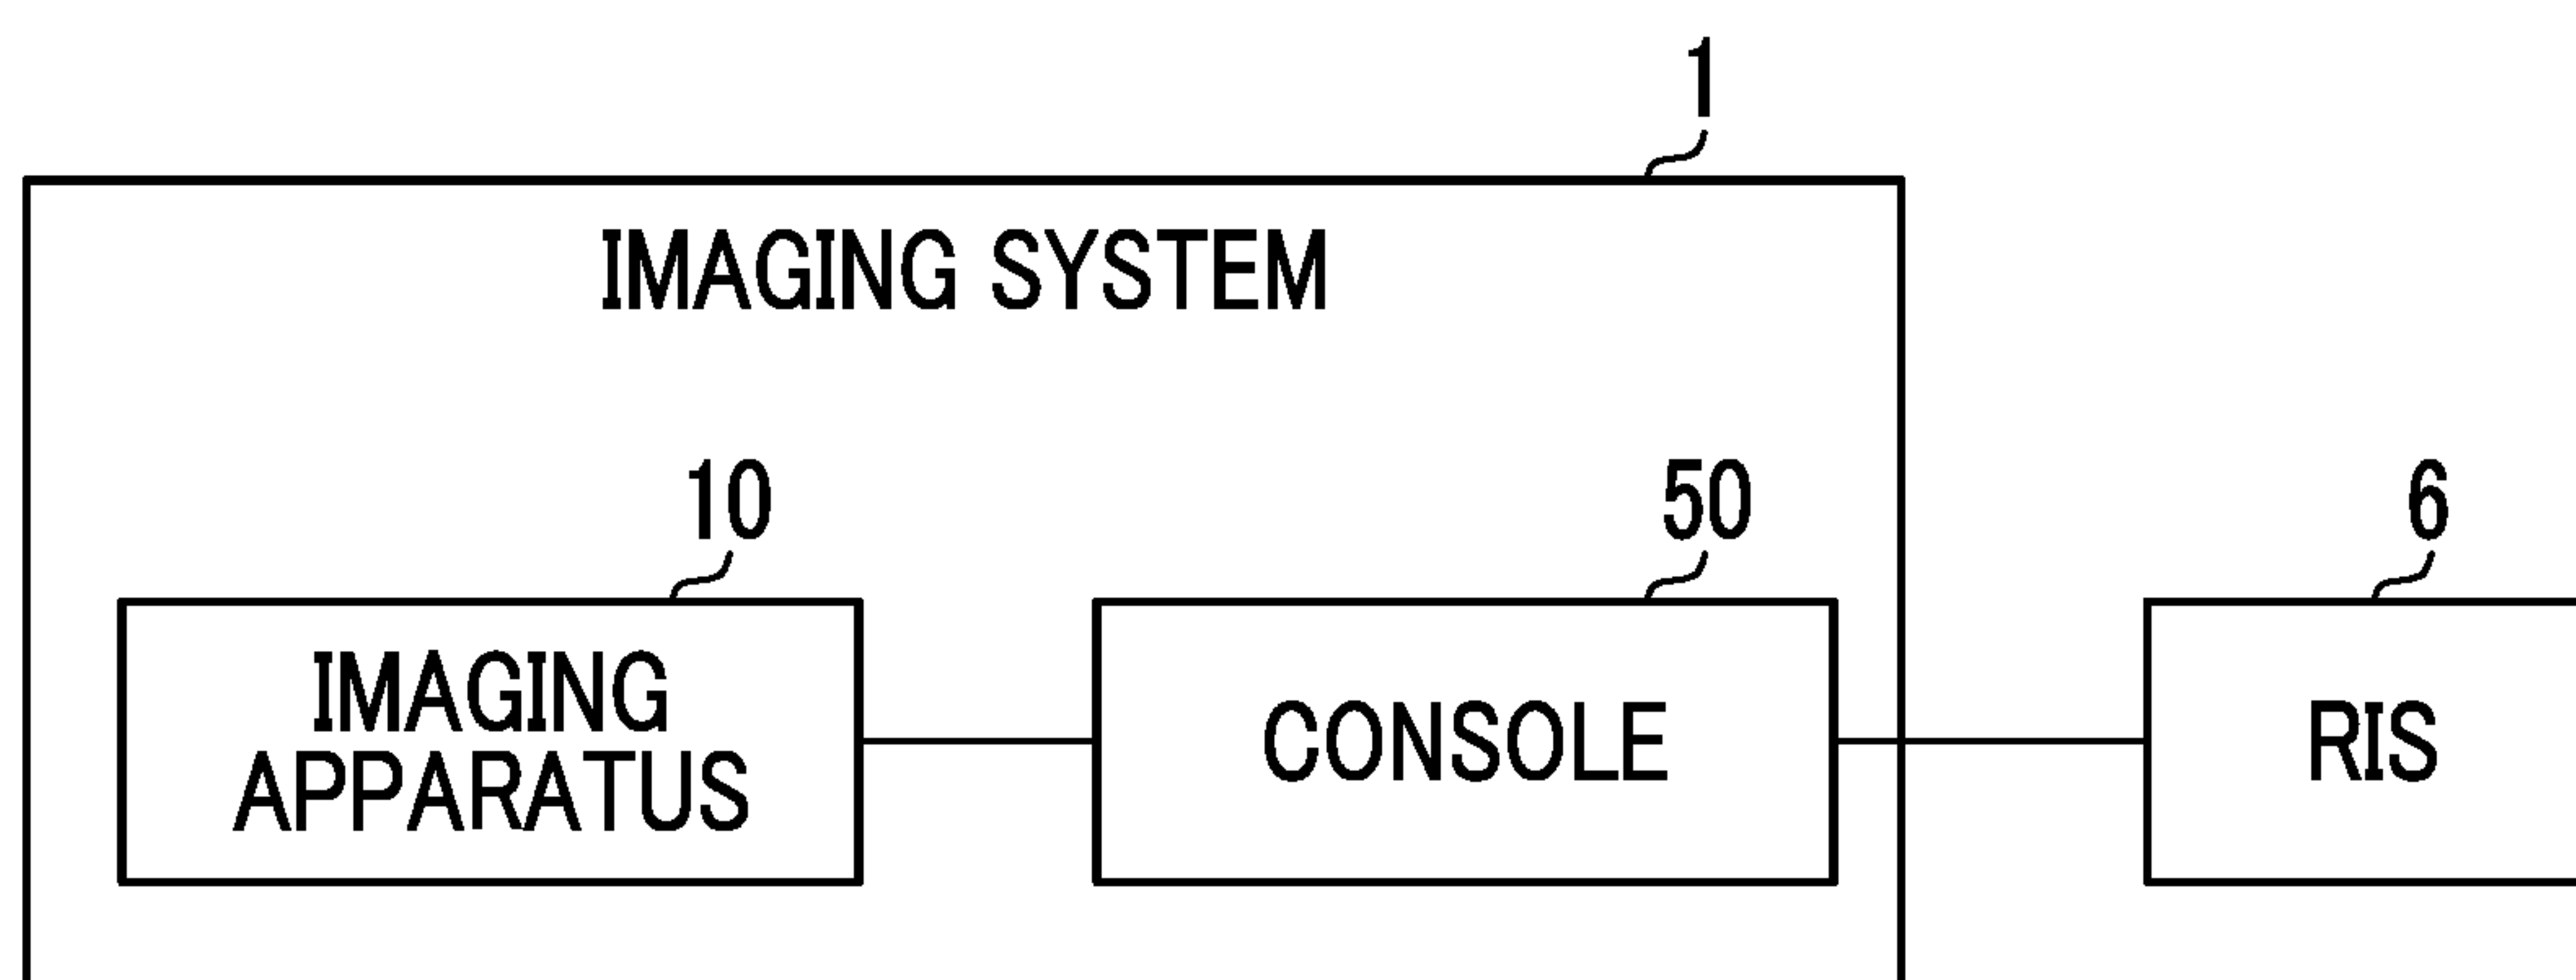 1
IMAGING SYSTEM
10
50
6
IMAGING
APPARATUS
CONSOLE
RIS